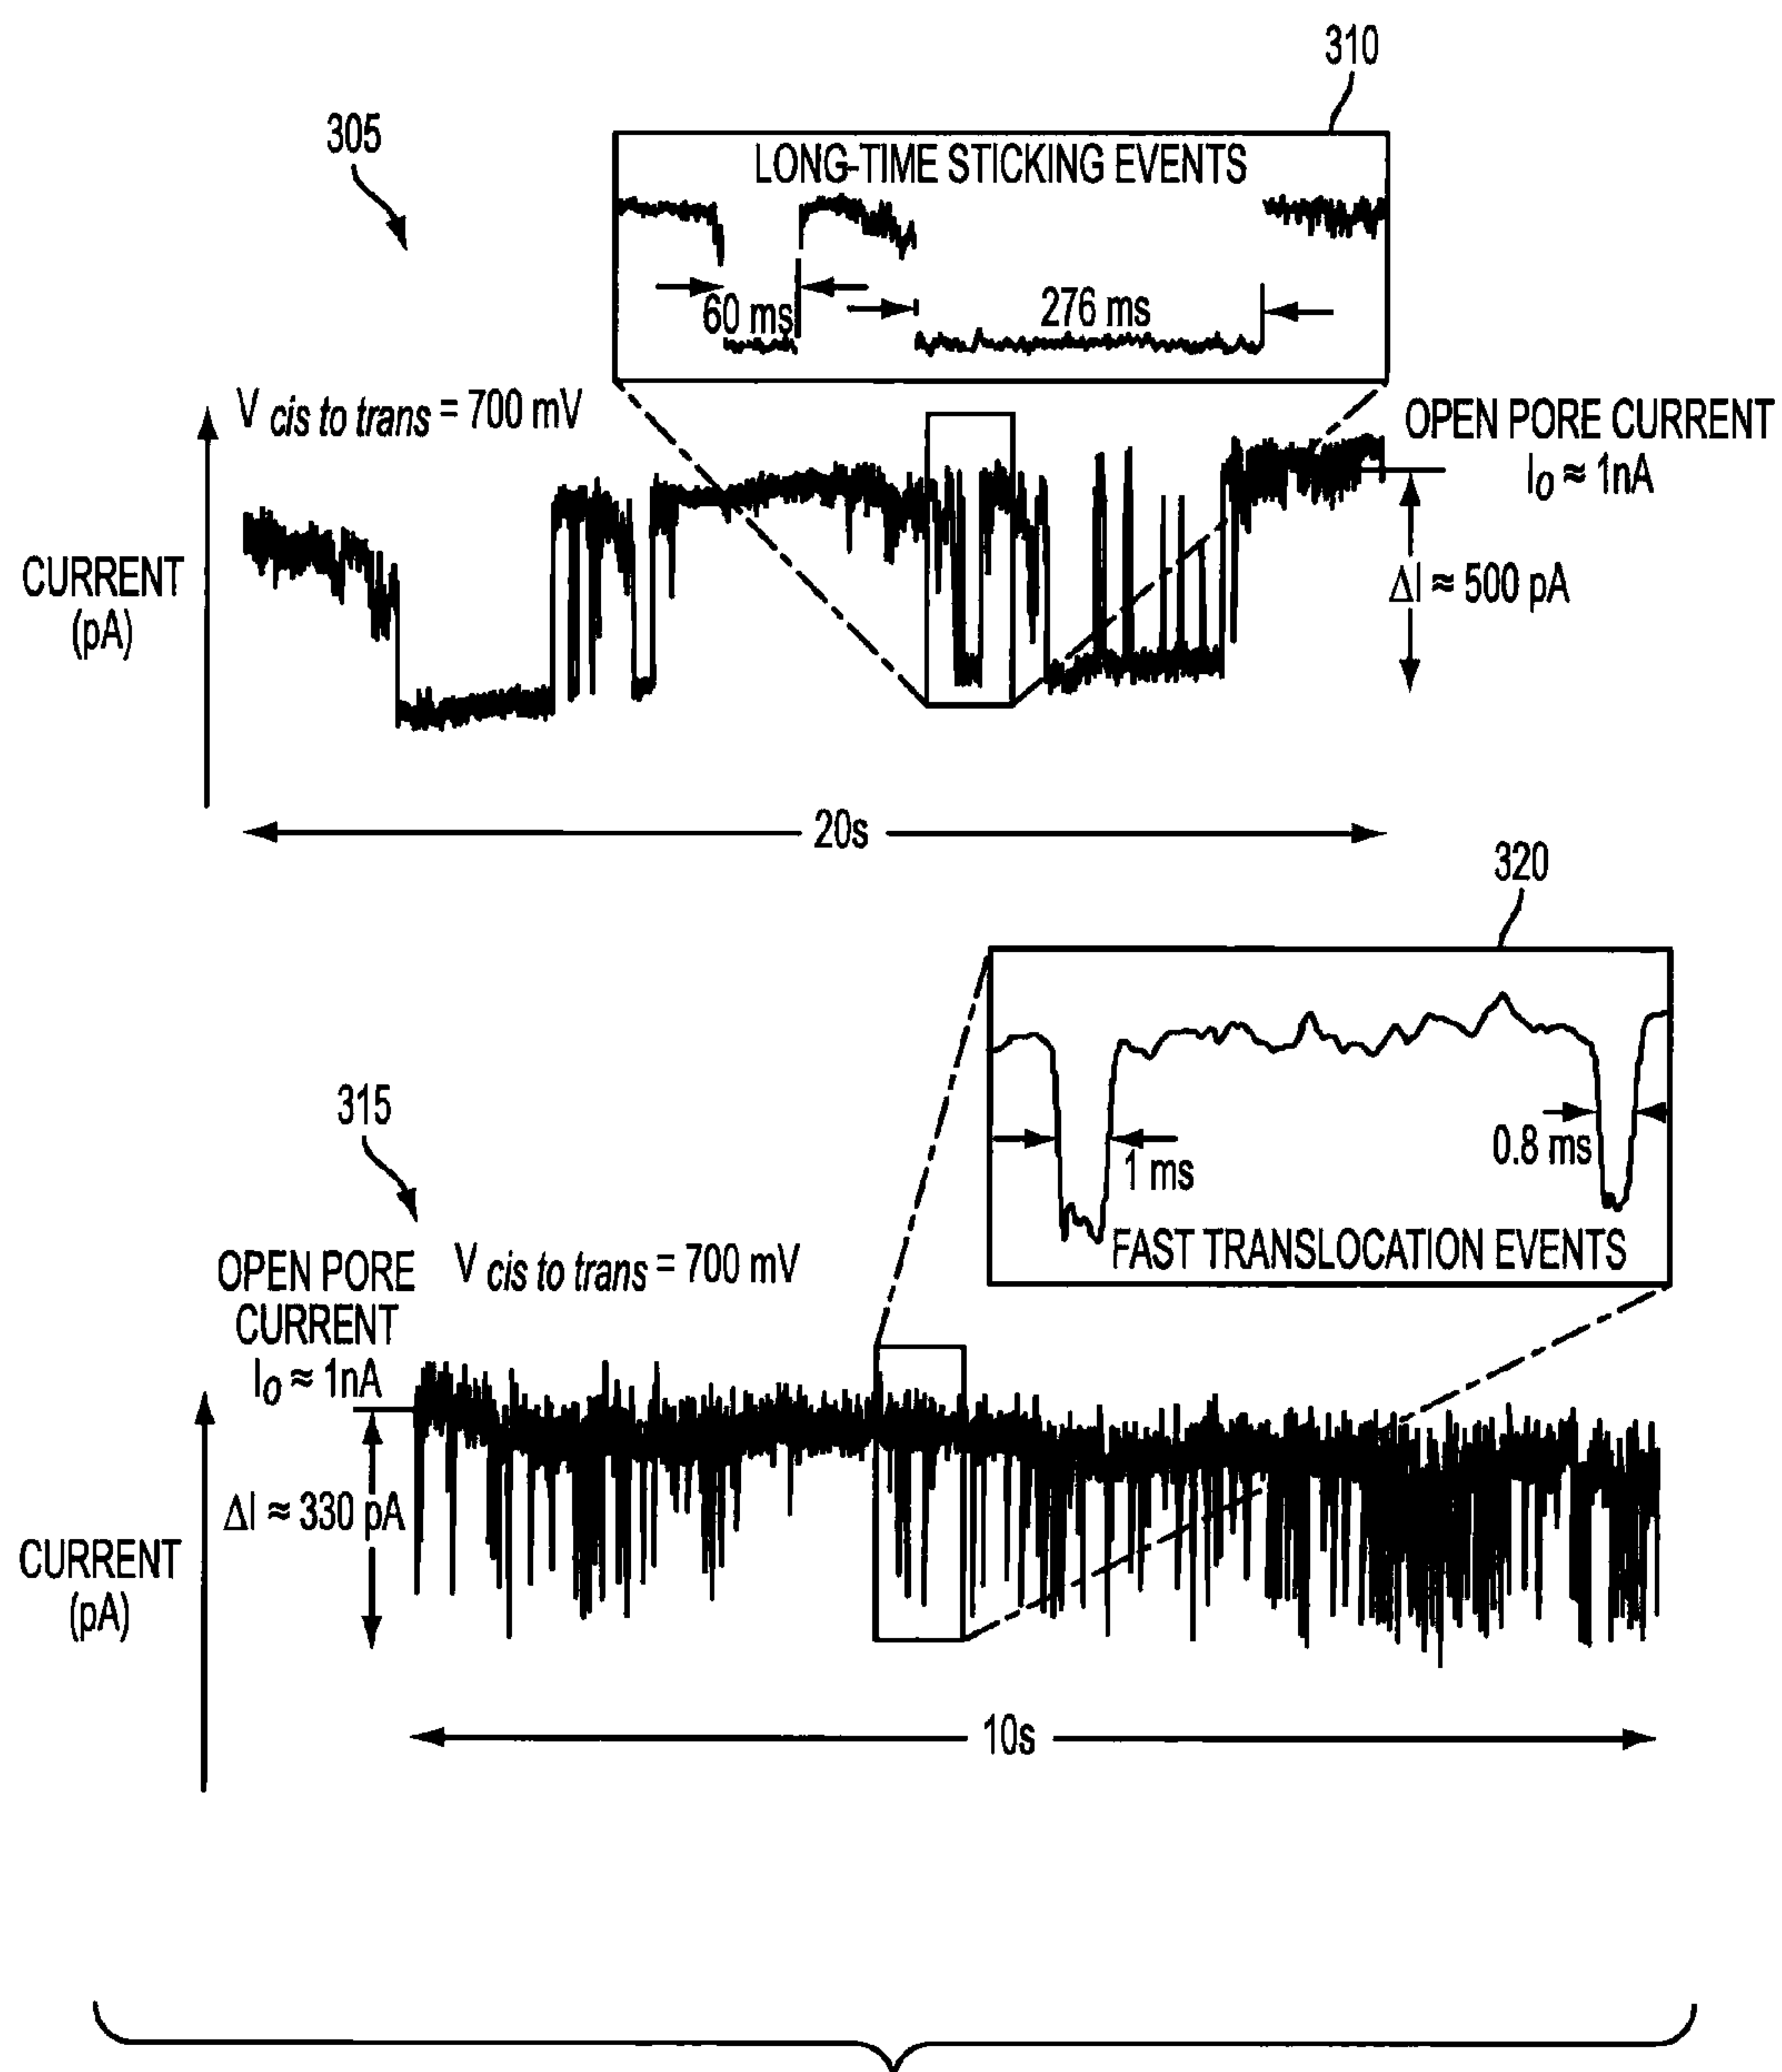 310
305
LONG-TIME STICKING EVENTS
60 ms
276 ms
V cis to trans = 700 mV
OPEN PORE CURRENT
I₀ ≈ 1nA
CURRENT
(pA)
ΔI ≈ 500 pA
20s
320
315
1 ms
0.8 ms
FAST TRANSLOCATION EVENTS
OPEN PORE
CURRENT
I₀ ≈ 1nA
V cis to trans = 700 mV
ΔI ≈ 330 pA
CURRENT
(pA)
10s